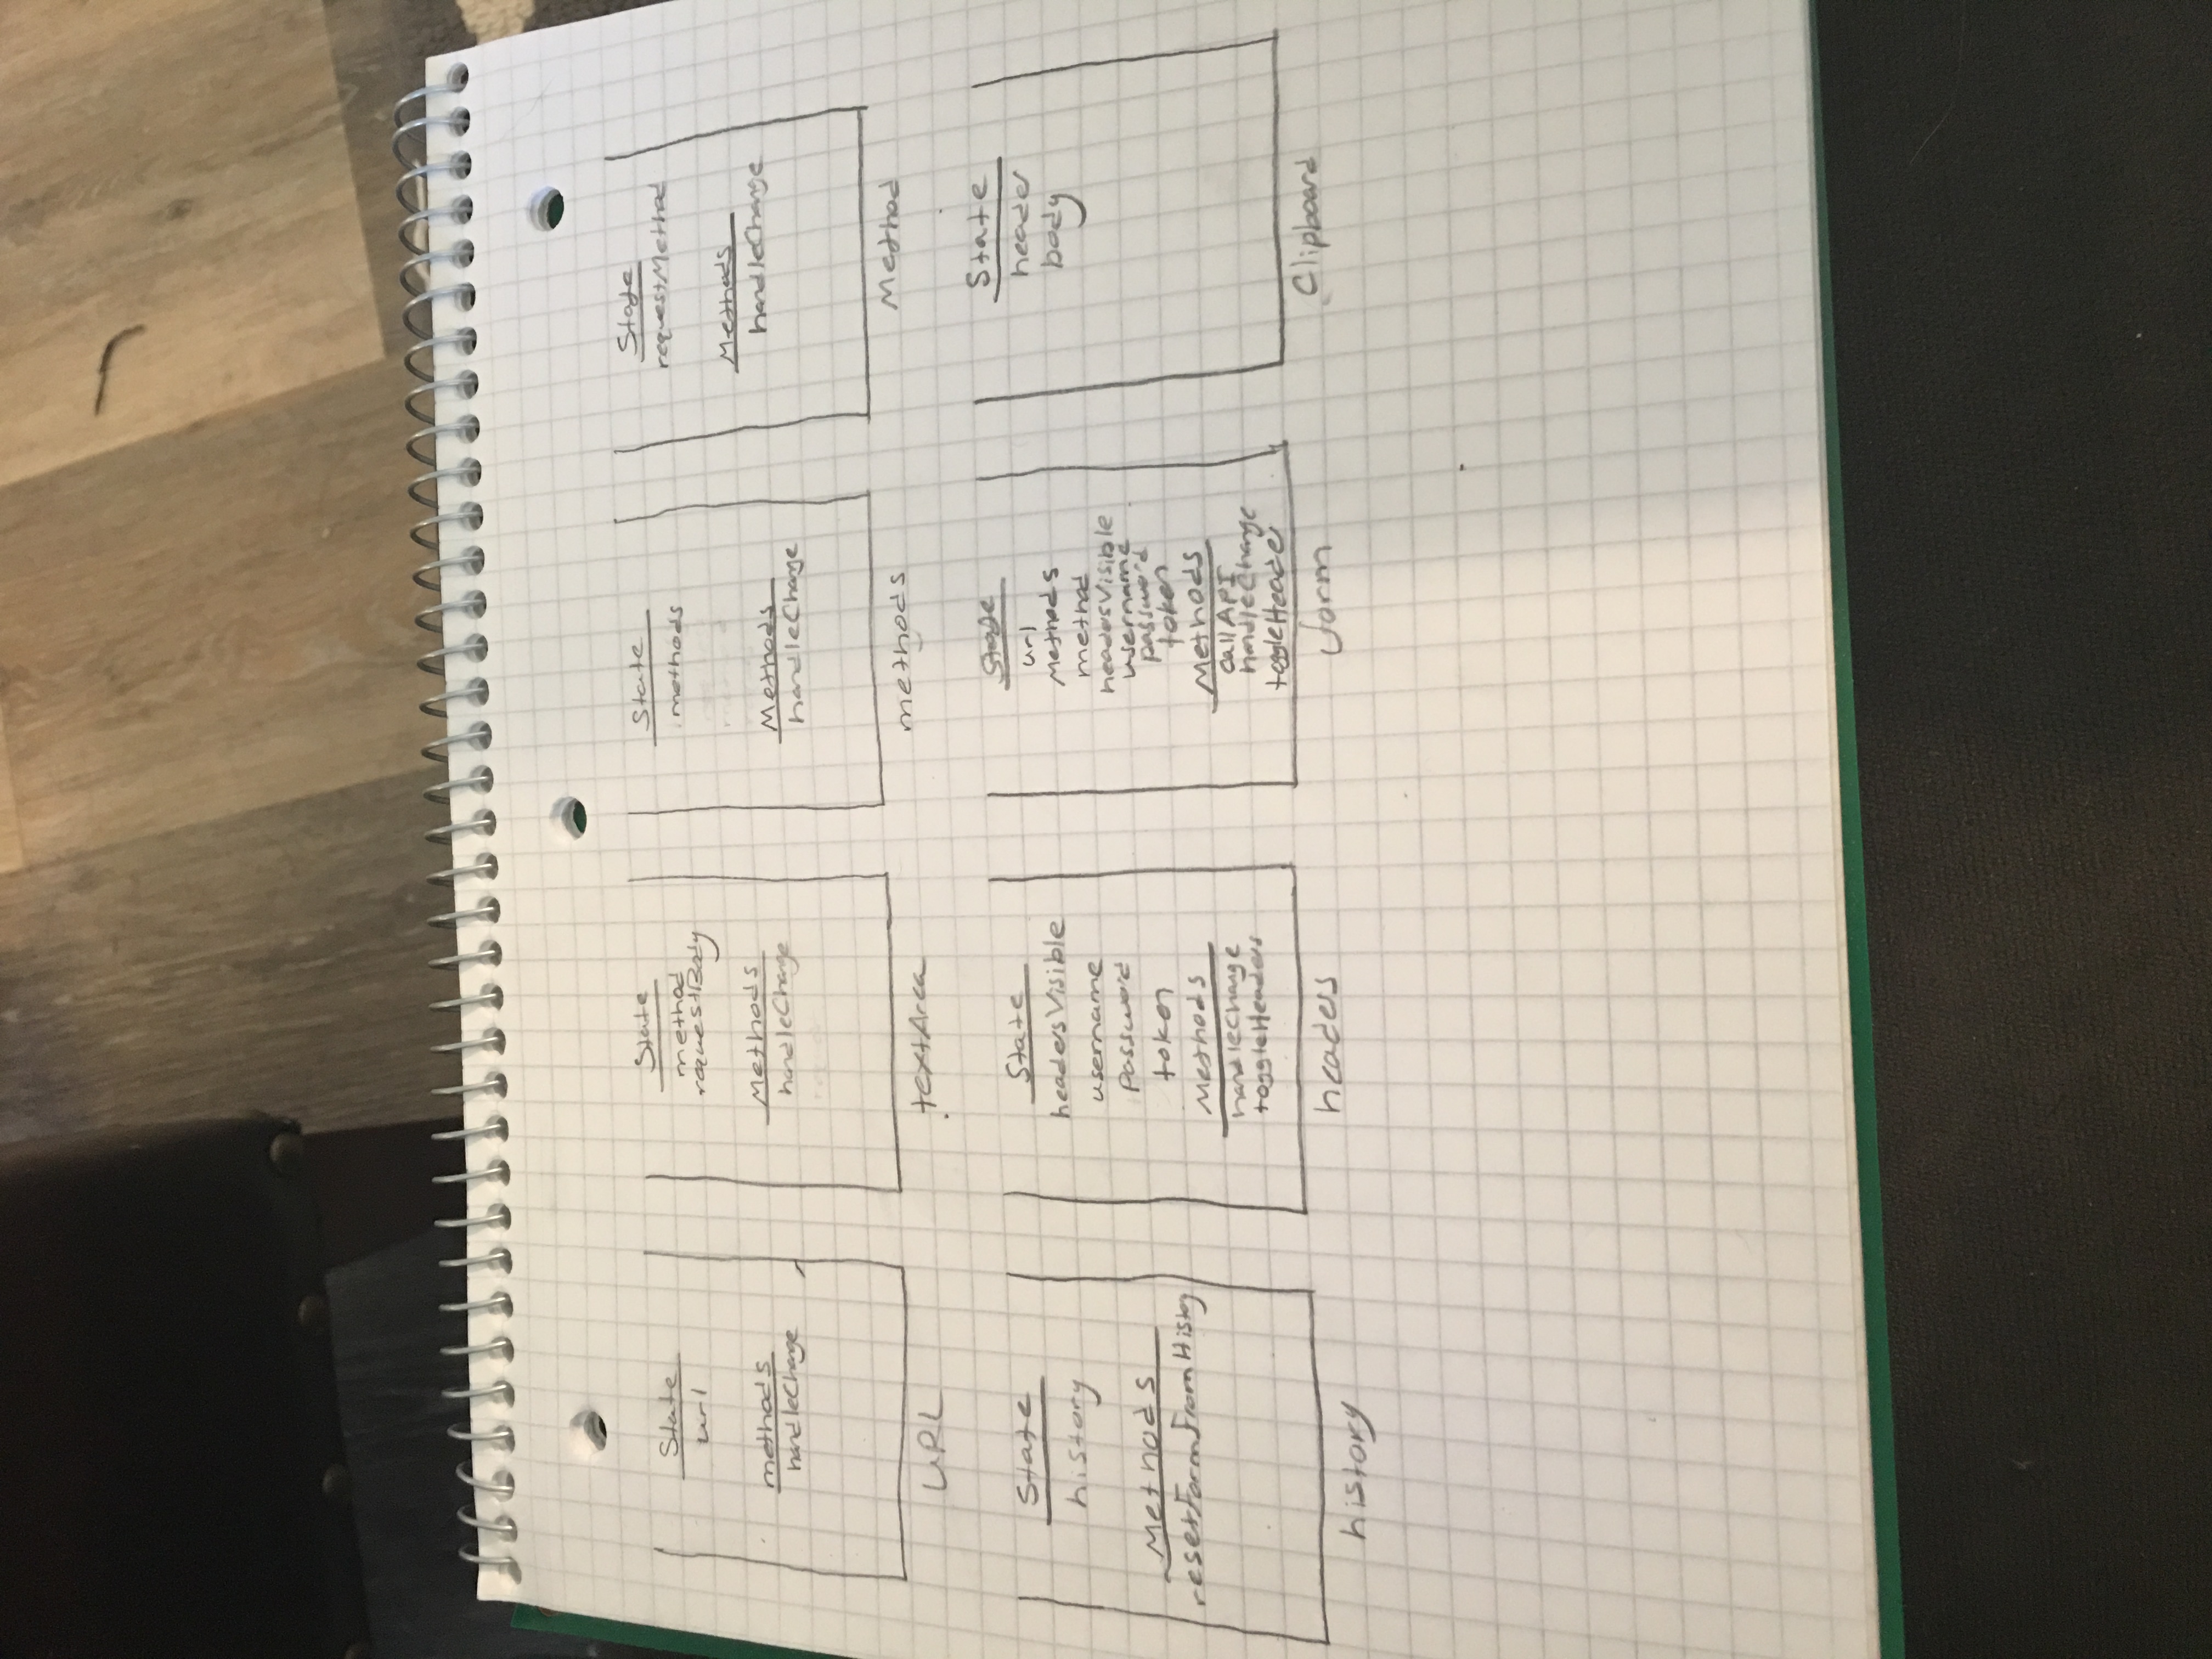 State
url
methods
handleChange
URL
State
method
requestBody
Methods
handleChange
textArea
State
methods
Methods
handleChange
methods
State
requestMethod
Methods
handleChange
Method
State
history
Methods
resetFormFromHistoy
history
State
headersVisible
username
password
token
Methods
handleChange
toggleHeaders
headers
State
url
Methods
method
headersVisible
username
password
token
Methods
callAPI
handleChange
toggleHeader
form
State
header
body
Clipboard